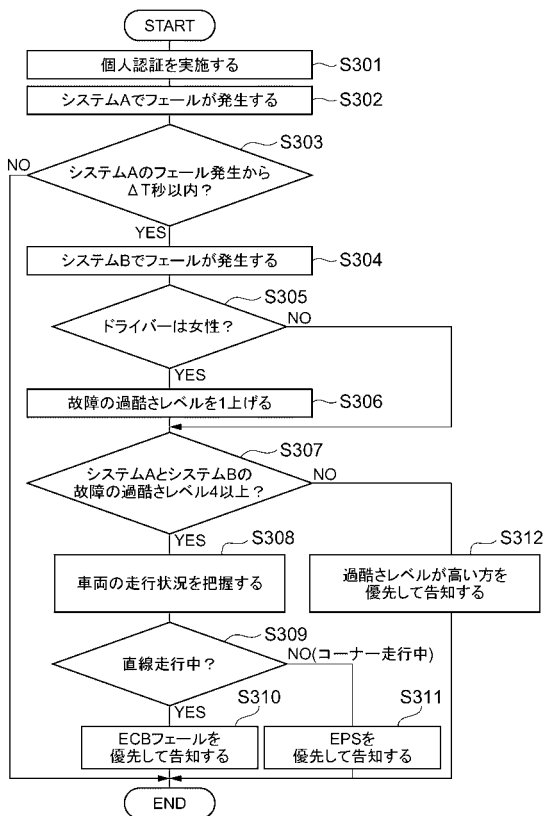 START
個人認証を実施する
S301
システムAでフェールが発生する
S302
S303
NO
システムAのフェール発生から
ΔT秒以内?
YES
システムBでフェールが発生する
S304
S305
ドライバーは女性?
NO
YES
故障の過酷さレベルを1上げる
S306
S307
システムAとシステムBの
故障の過酷さレベル4以上?
NO
YES
S308
車両の走行状況を把握する
S312
過酷さレベルが高い方を
優先して告知する
S309
直線走行中?
NO(コーナー走行中)
YES
S310
ECBフェールを
優先して告知する
S311
EPSを
優先して告知する
END